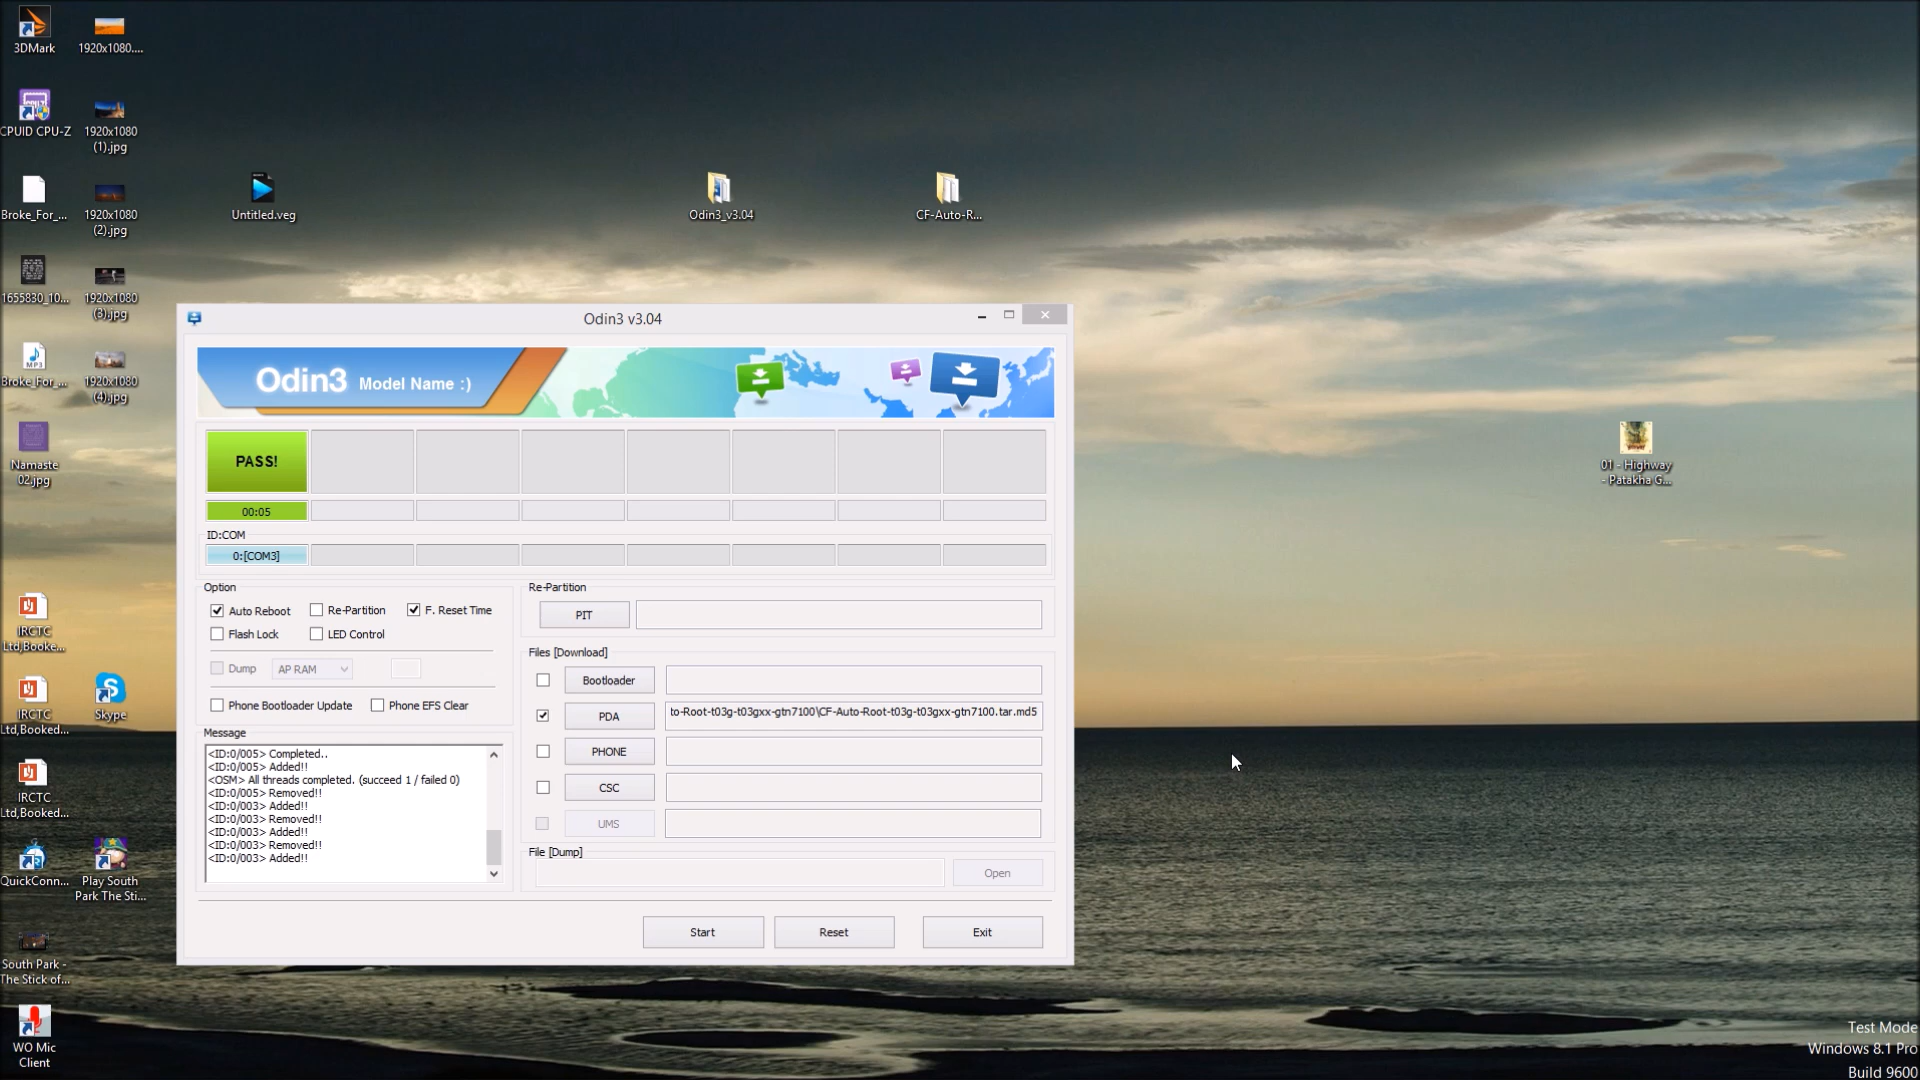 3DMark
1920x1080....
CPUID CPU-Z
1920x1080
(1).jpg
Broke_For_...
1920x1080
(2).jpg
Untitled.veg
Odin3_v3.04
CF-Auto-R...
1655830_10...
1920x1080
(3).jpg
MP3
Broke_For_...
1920x1080
(4).jpg
Namaste
02.jpg
01 - Highway
- Patakha G...
IRCTC
Ltd,Booke...
IRCTC
Ltd,Booked...
Skype
IRCTC
Ltd,Booked...
QuickConn...
Play South
Park The Sti...
South Park -
The Stick of...
WO Mic
Client
Odin3 v3.04
Odin3 Model Name :)
PASS!
00:05
ID:COM
0:[COM3]
Option
Auto Reboot
Re-Partition
F. Reset Time
Flash Lock
LED Control
Dump
AP RAM
Phone Bootloader Update
Phone EFS Clear
Message
<ID:0/005> Completed..
<ID:0/005> Added!!
<OSM> All threads completed. (succeed 1 / failed 0)
<ID:0/005> Removed!!
<ID:0/003> Added!!
<ID:0/003> Removed!!
<ID:0/003> Added!!
<ID:0/003> Removed!!
<ID:0/003> Added!!
Re-Partition
PIT
Files [Download]
Bootloader
PDA
to-Root-t03g-t03gxx-gtn7100\CF-Auto-Root-t03g-t03gxx-gtn7100.tar.md5
PHONE
CSC
UMS
File [Dump]
Open
Start
Reset
Exit
Test Mode
Windows 8.1 Pro
Build 9600